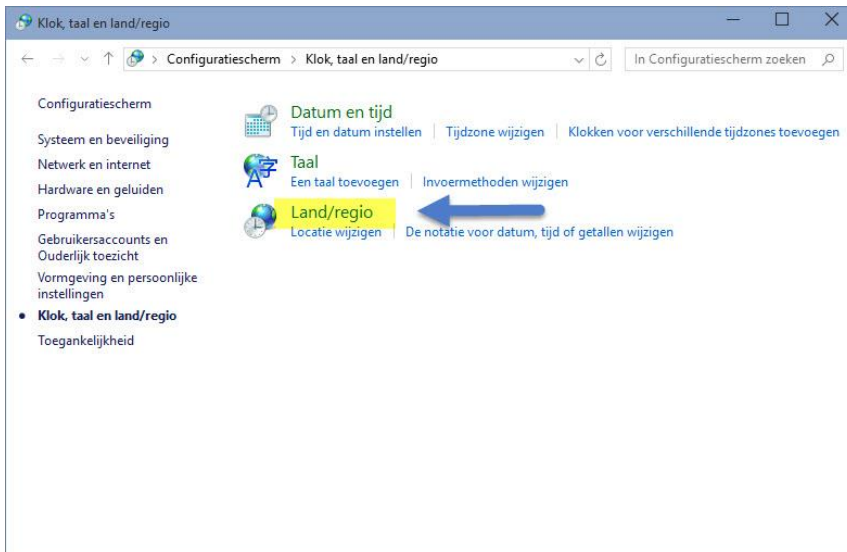 Klok, taal en land/regio
Configuratiescherm > Klok, taal en land/regio
In Configuratiescherm zoeken
Configuratiescherm
Systeem en beveiliging
Netwerk en internet
Hardware en geluiden
Programma's
Gebruikersaccounts en
Ouderlijk toezicht
Vormgeving en persoonlijke
instellingen
Klok, taal en land/regio
Toegankelijkheid
Datum en tijd
Tijd en datum instellen | Tijdzone wijzigen | Klokken voor verschillende tijdzones toevoegen
Taal
Een taal toevoegen | Invoermethoden wijzigen
Land/regio
Locatie wijzigen | De notatie voor datum, tijd of getallen wijzigen